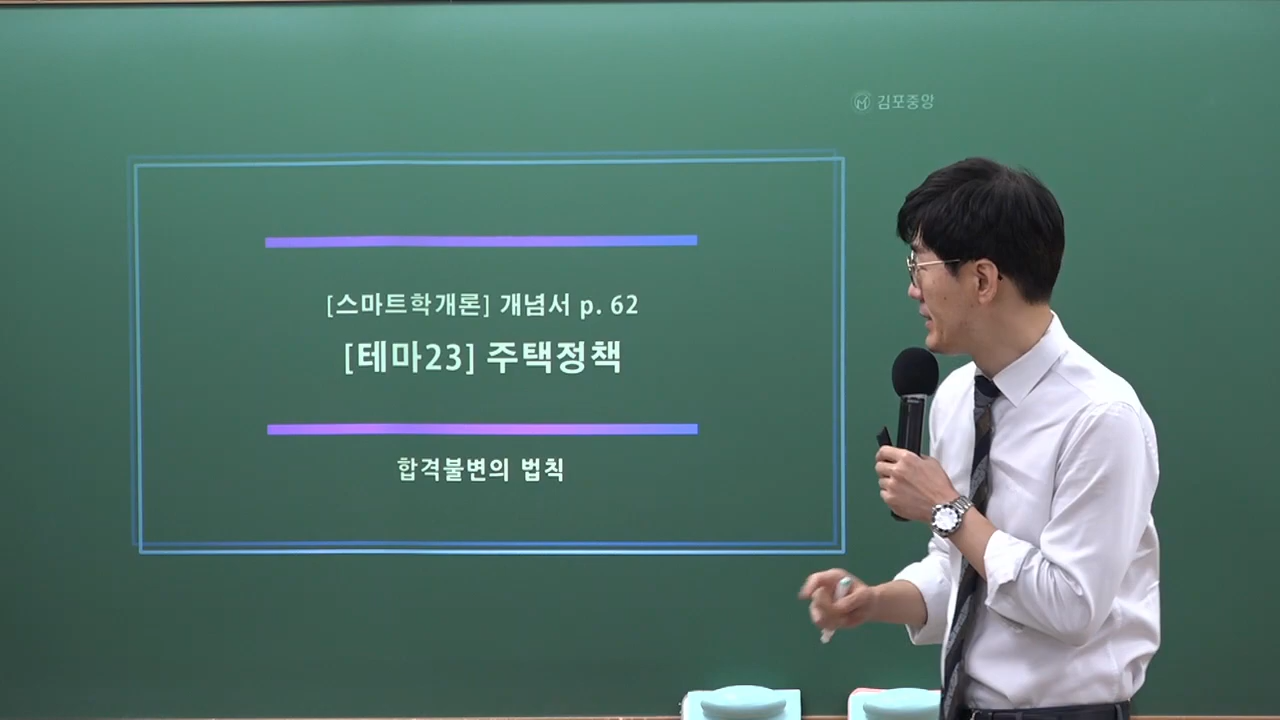 김포중앙
[스마트학개론] 개념서 p. 62
[테마23] 주택정책
합격불변의 법칙